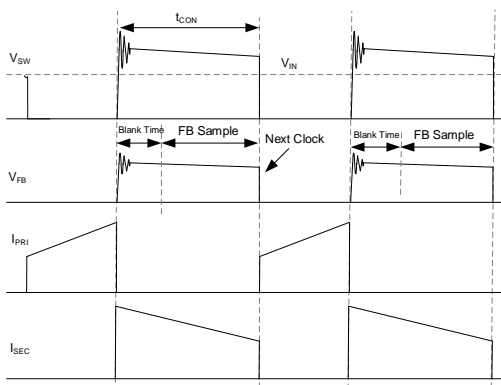 tCON
VSW
VIN
Blank Time
FB Sample
Next Clock
Blank Time
FB Sample
VFB
IPRI
ISEC